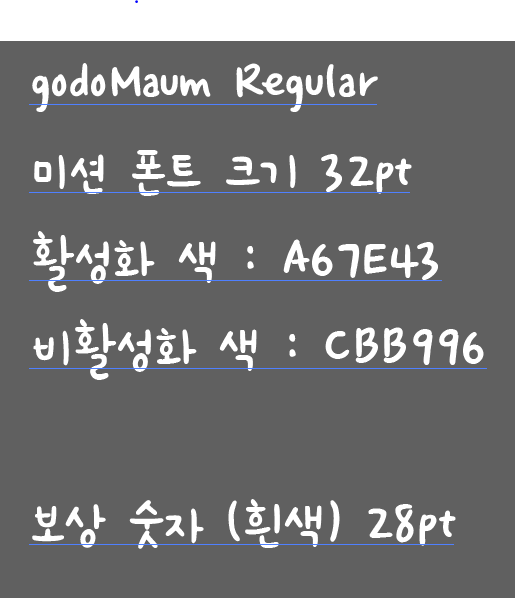 godoMaum Regular
미션 폰트 크기 32pt
활성화 색 : A67E43
비활성화 색 : CBB996
보상 숫자 (흰색) 28pt